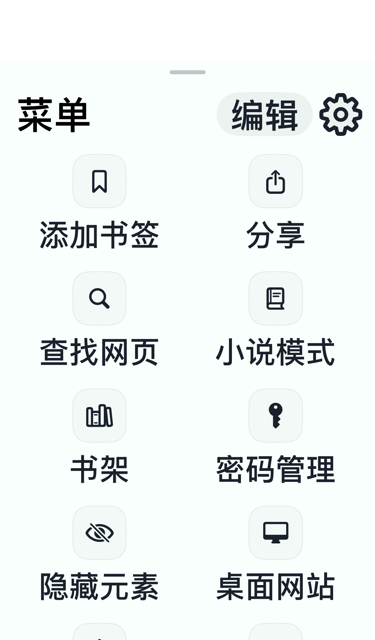 菜单 编辑
添加书签 分享
查找网页 小说模式
书架 密码管理
隐藏元素 桌面网站